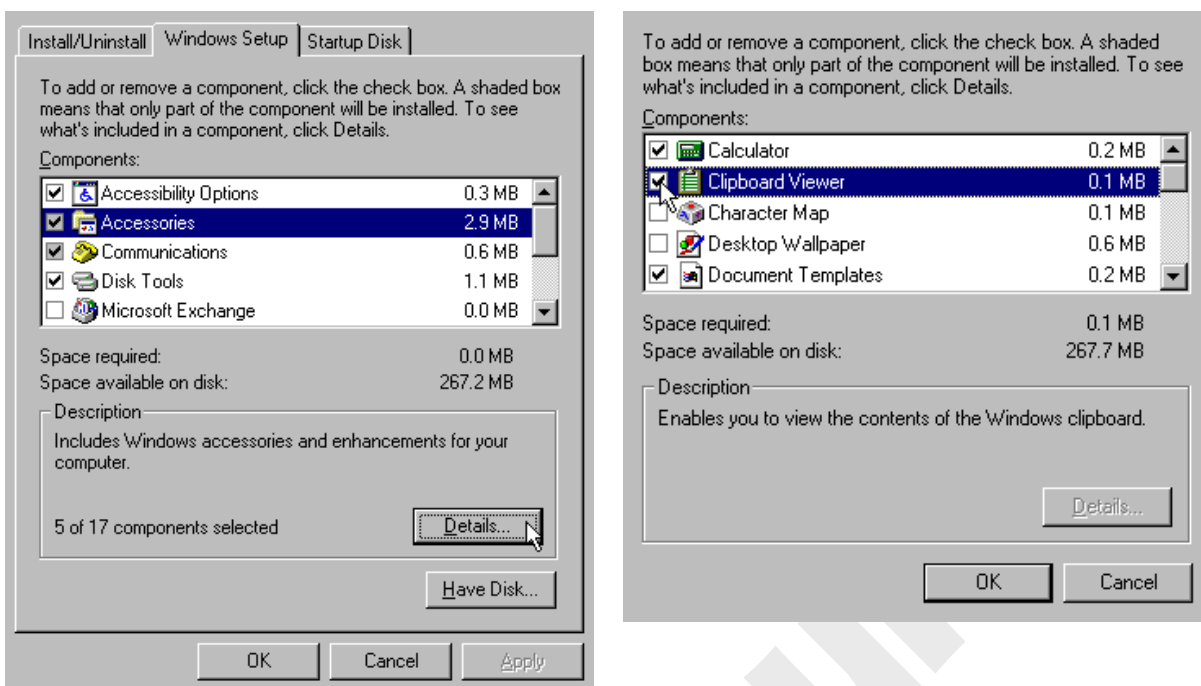 Install/Uninstall Windows Setup Startup Disk
To add or remove a component, click the check box. A shaded box
means that only part of the component will be installed. To see
what's included in a component, click Details.
Components:
Accessibility Options 0.3 MB
Accessories 2.9 MB
Communications 0.6 MB
Disk Tools 1.1 MB
Microsoft Exchange 0.0 MB
Space required: 0.0 MB
Space available on disk: 267.2 MB
Description
Includes Windows accessories and enhancements for your
computer.
5 of 17 components selected Details...
Have Disk...
OK Cancel Apply
To add or remove a component, click the check box. A shaded
box means that only part of the component will be installed. To see
what's included in a component, click Details.
Components:
Calculator 0.2 MB
Clipboard Viewer 0.1 MB
Character Map 0.1 MB
Desktop Wallpaper 0.6 MB
Document Templates 0.2 MB
Space required: 0.1 MB
Space available on disk: 267.7 MB
Description
Enables you to view the contents of the Windows clipboard.
Details...
OK Cancel